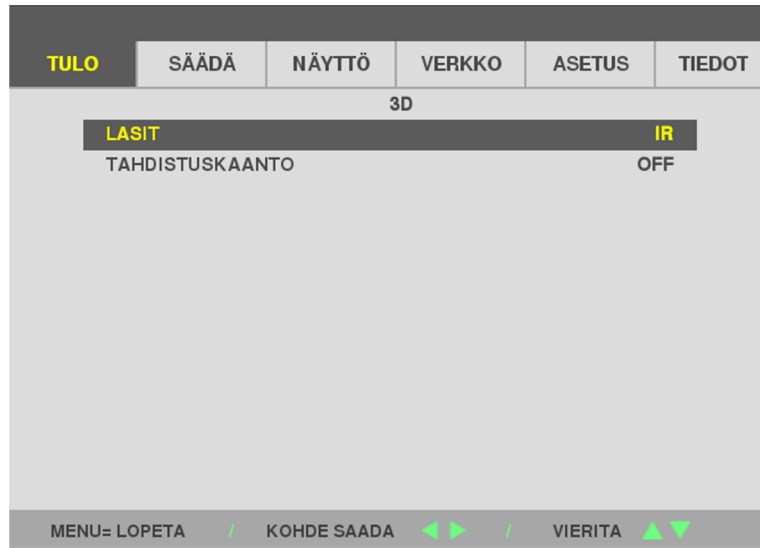 TULO SÄÄDÄ NÄYTTÖ VERKKO ASETUS TIEDOT
3D
LASIT IR
TAHDISTUSKAANTO OFF
MENU= LOPETA / KOHDE SAADA ◀ ▶ / VIERITA ▲ ▼